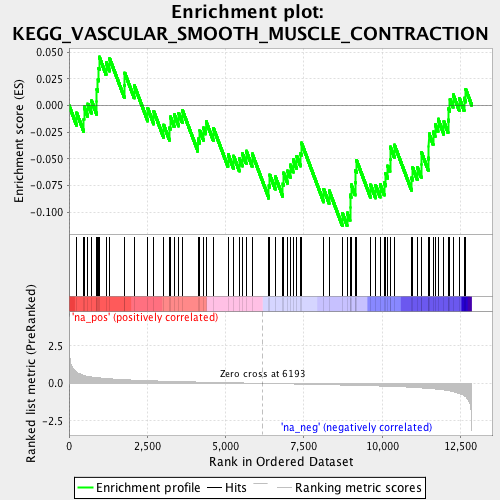 Enrichment plot:
KEGG_VASCULAR_SMOOTH_MUSCLE_CONTRACTION
Enrichment score (ES)
0.050
0.025
0.000
-0.025
-0.050
-0.075
-0.100
'na_pos' (positively correlated)
Ranked list metric (PreRanked)
2.5
0.0
-2.5
Zero cross at 6193
'na_neg' (negatively correlated)
0
2,500
5,000
7,500
10,000
12,500
Rank in Ordered Dataset
Enrichment profile
Hits
Ranking metric scores